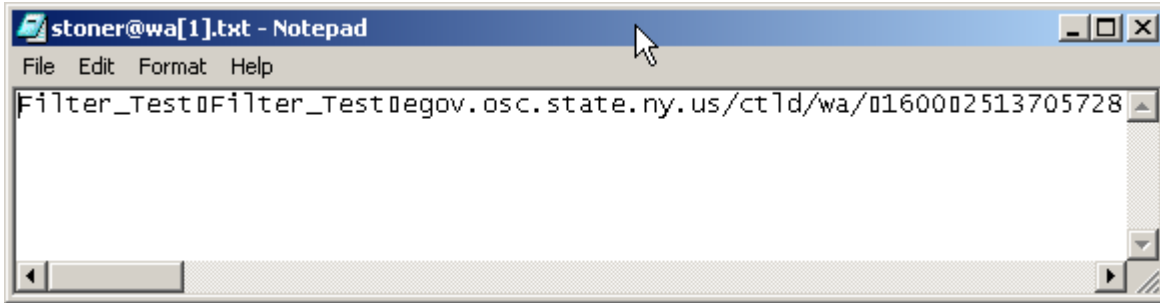 stoner@wa[1].txt - Notepad
File Edit Format Help
Filter_Test▯Filter_Test▯egov.osc.state.ny.us/ctld/wa/▯1600▯2513705728